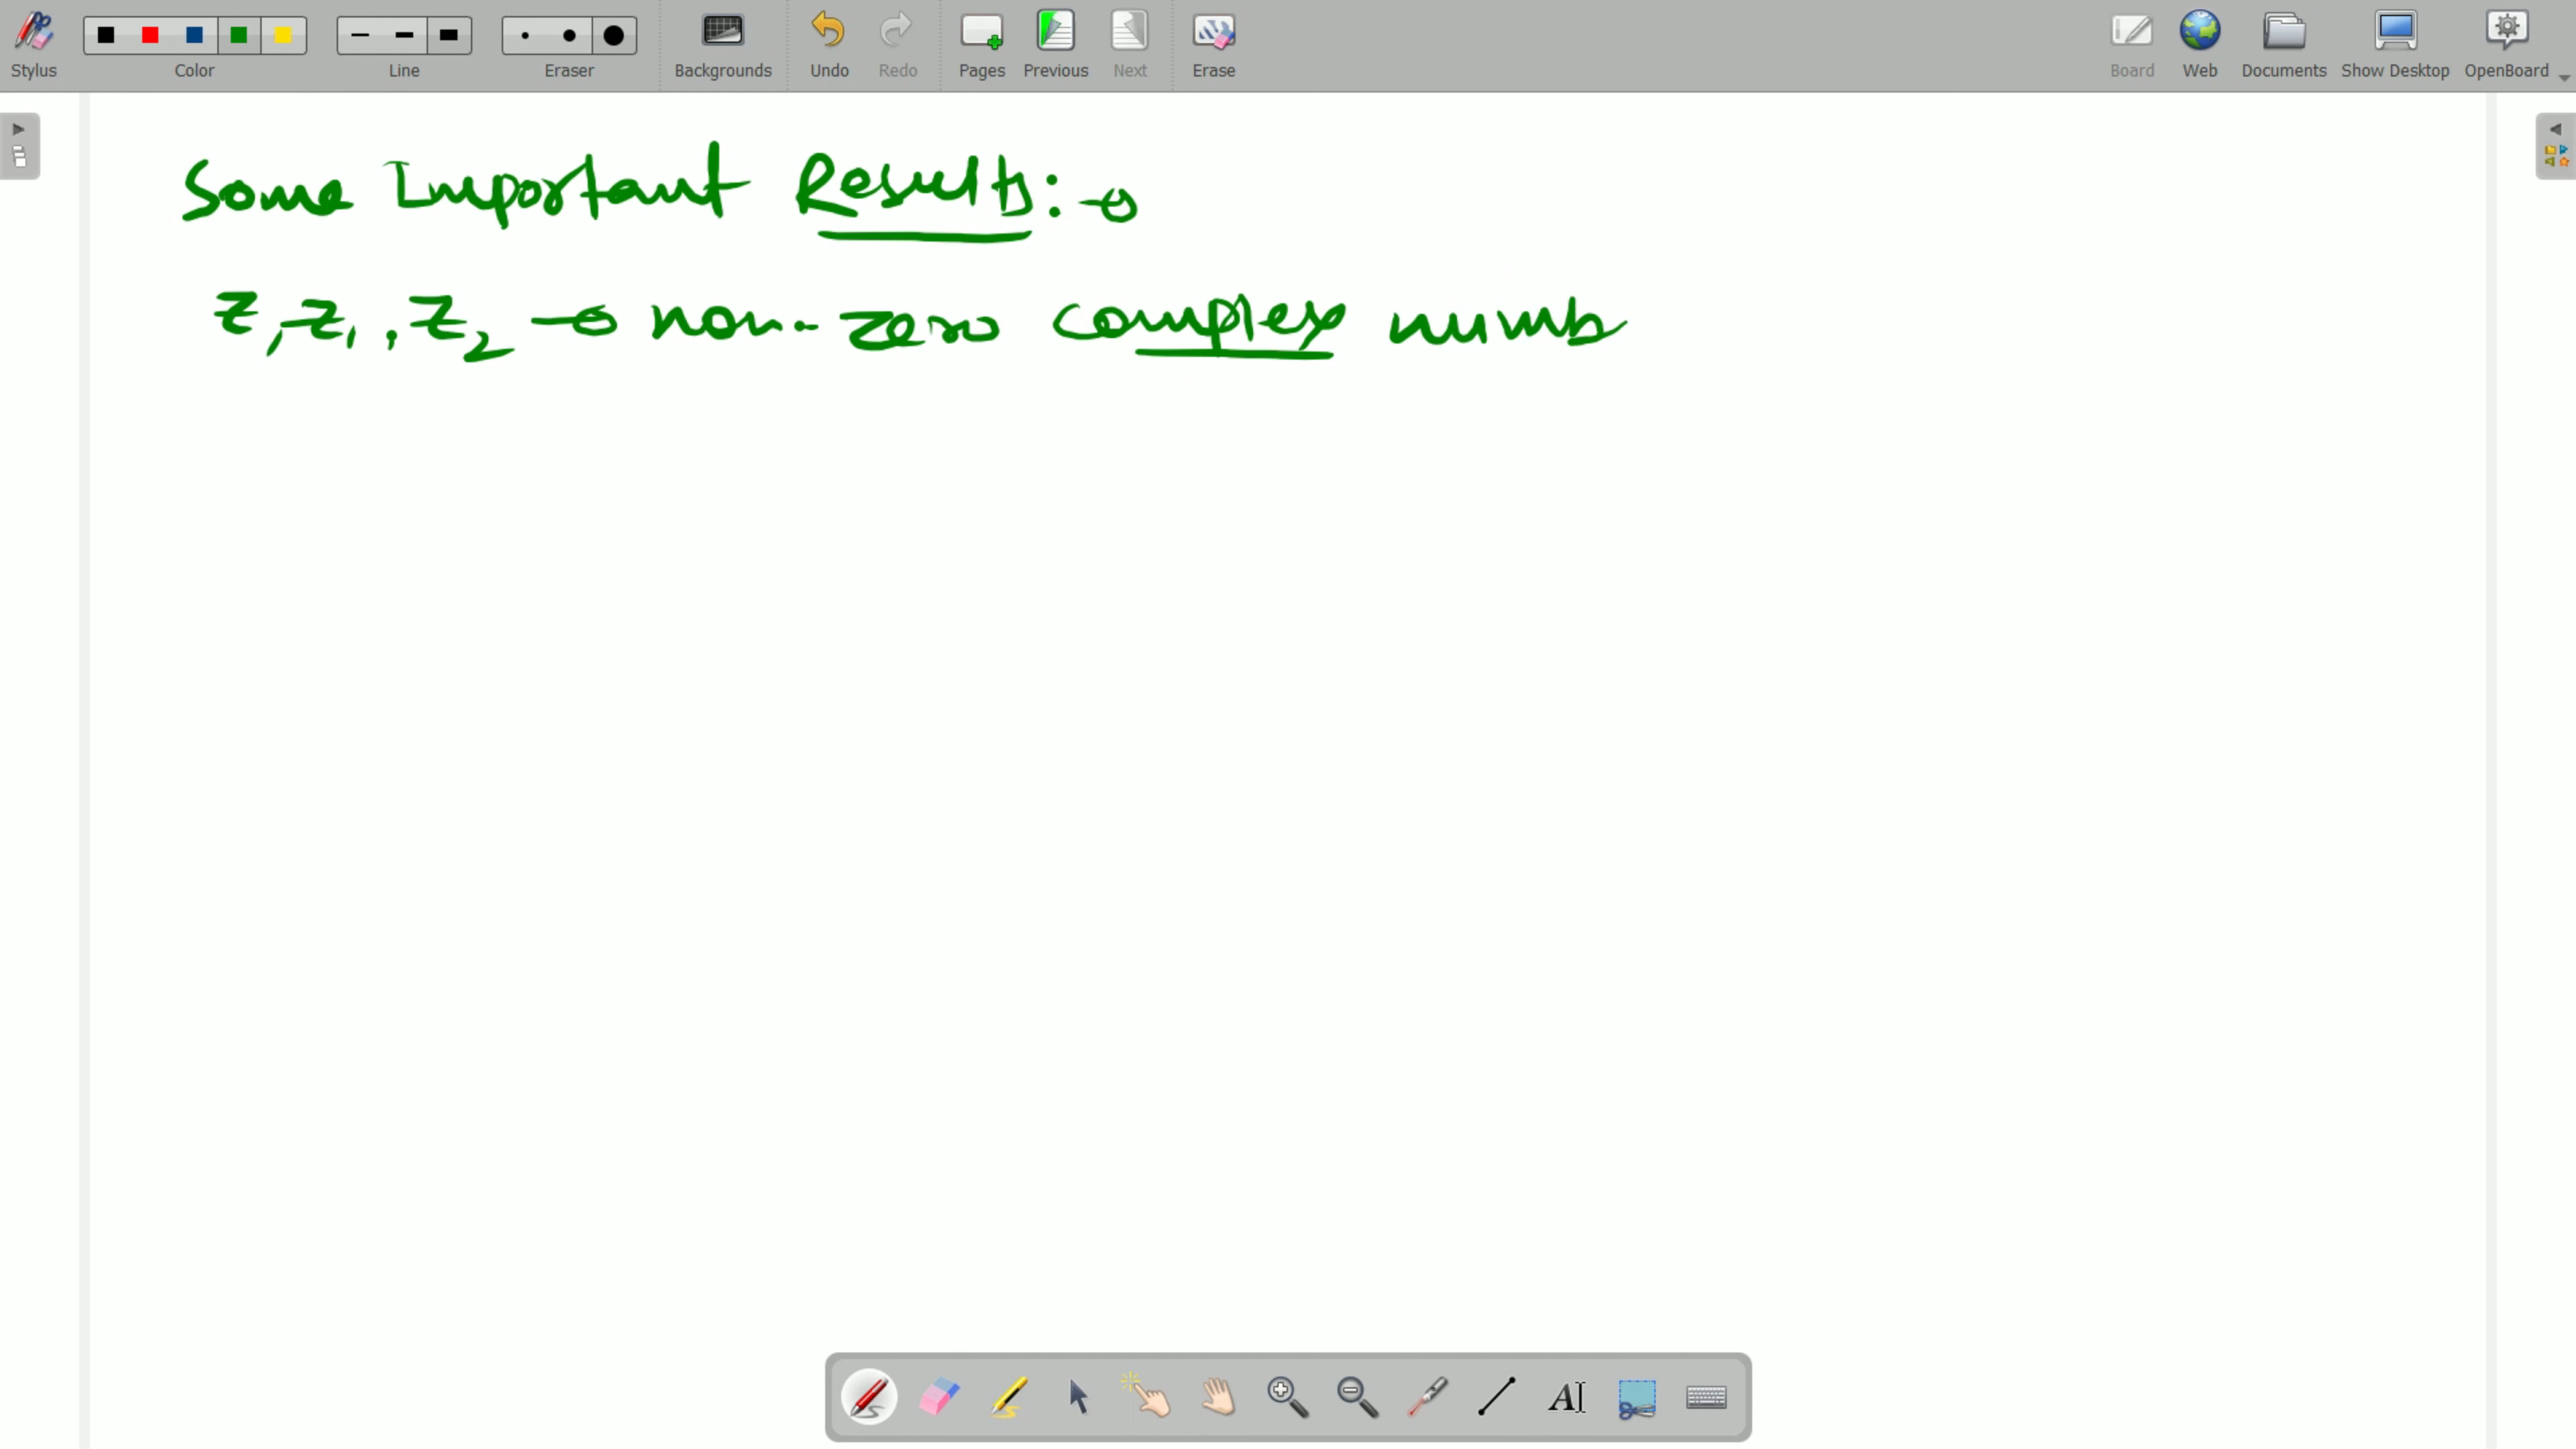 Stylus Color Line Eraser Backgrounds Undo Redo Pages Previous Next Erase Board Web Documents Show Desktop OpenBoard
Some Important Results:→
z, z1, z2 → non-zero complex numb